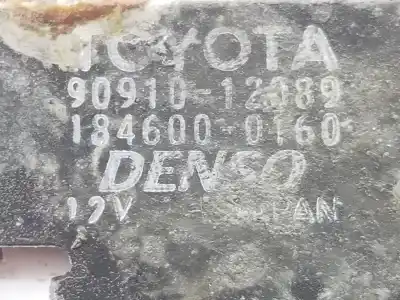 TOYOTA
90910-12089
184600-0160
DENSO
12V JAPAN